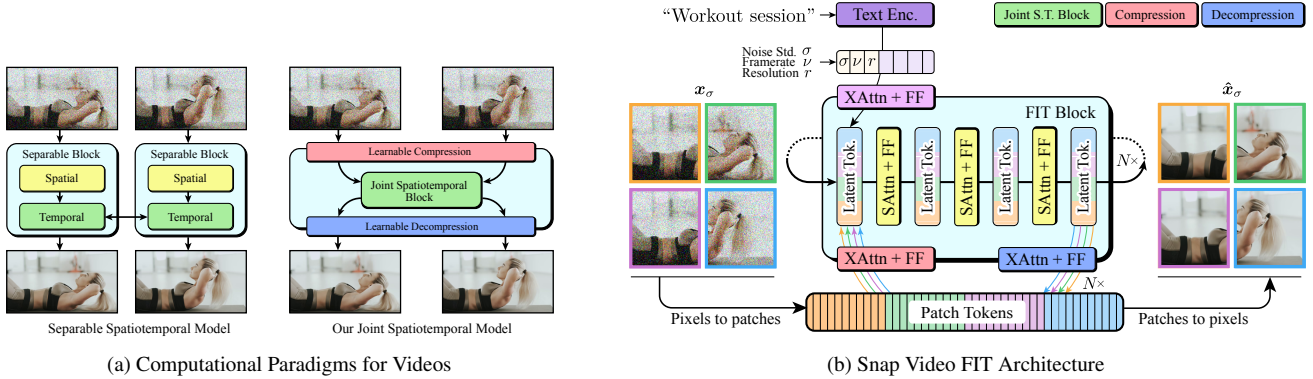 Separable Block
Separable Block
Spatial
Spatial
Temporal
Temporal
Separable Spatiotemporal Model
Learnable Compression
Joint Spatiotemporal
Block
Learnable Decompression
Our Joint Spatiotemporal Model
(a) Computational Paradigms for Videos
“Workout session”
Text Enc.
Joint S.T. Block
Compression
Decompression
Noise Std. σ
Framerate ν
Resolution r
σ ν r
x_σ
XAttn + FF
FIT Block
x̂_σ
Latent Tok.
SAttn + FF
Latent Tok.
SAttn + FF
Latent Tok.
SAttn + FF
Latent Tok.
N×
XAttn + FF
XAttn + FF
N×
Pixels to patches
Patch Tokens
Patches to pixels
(b) Snap Video FIT Architecture